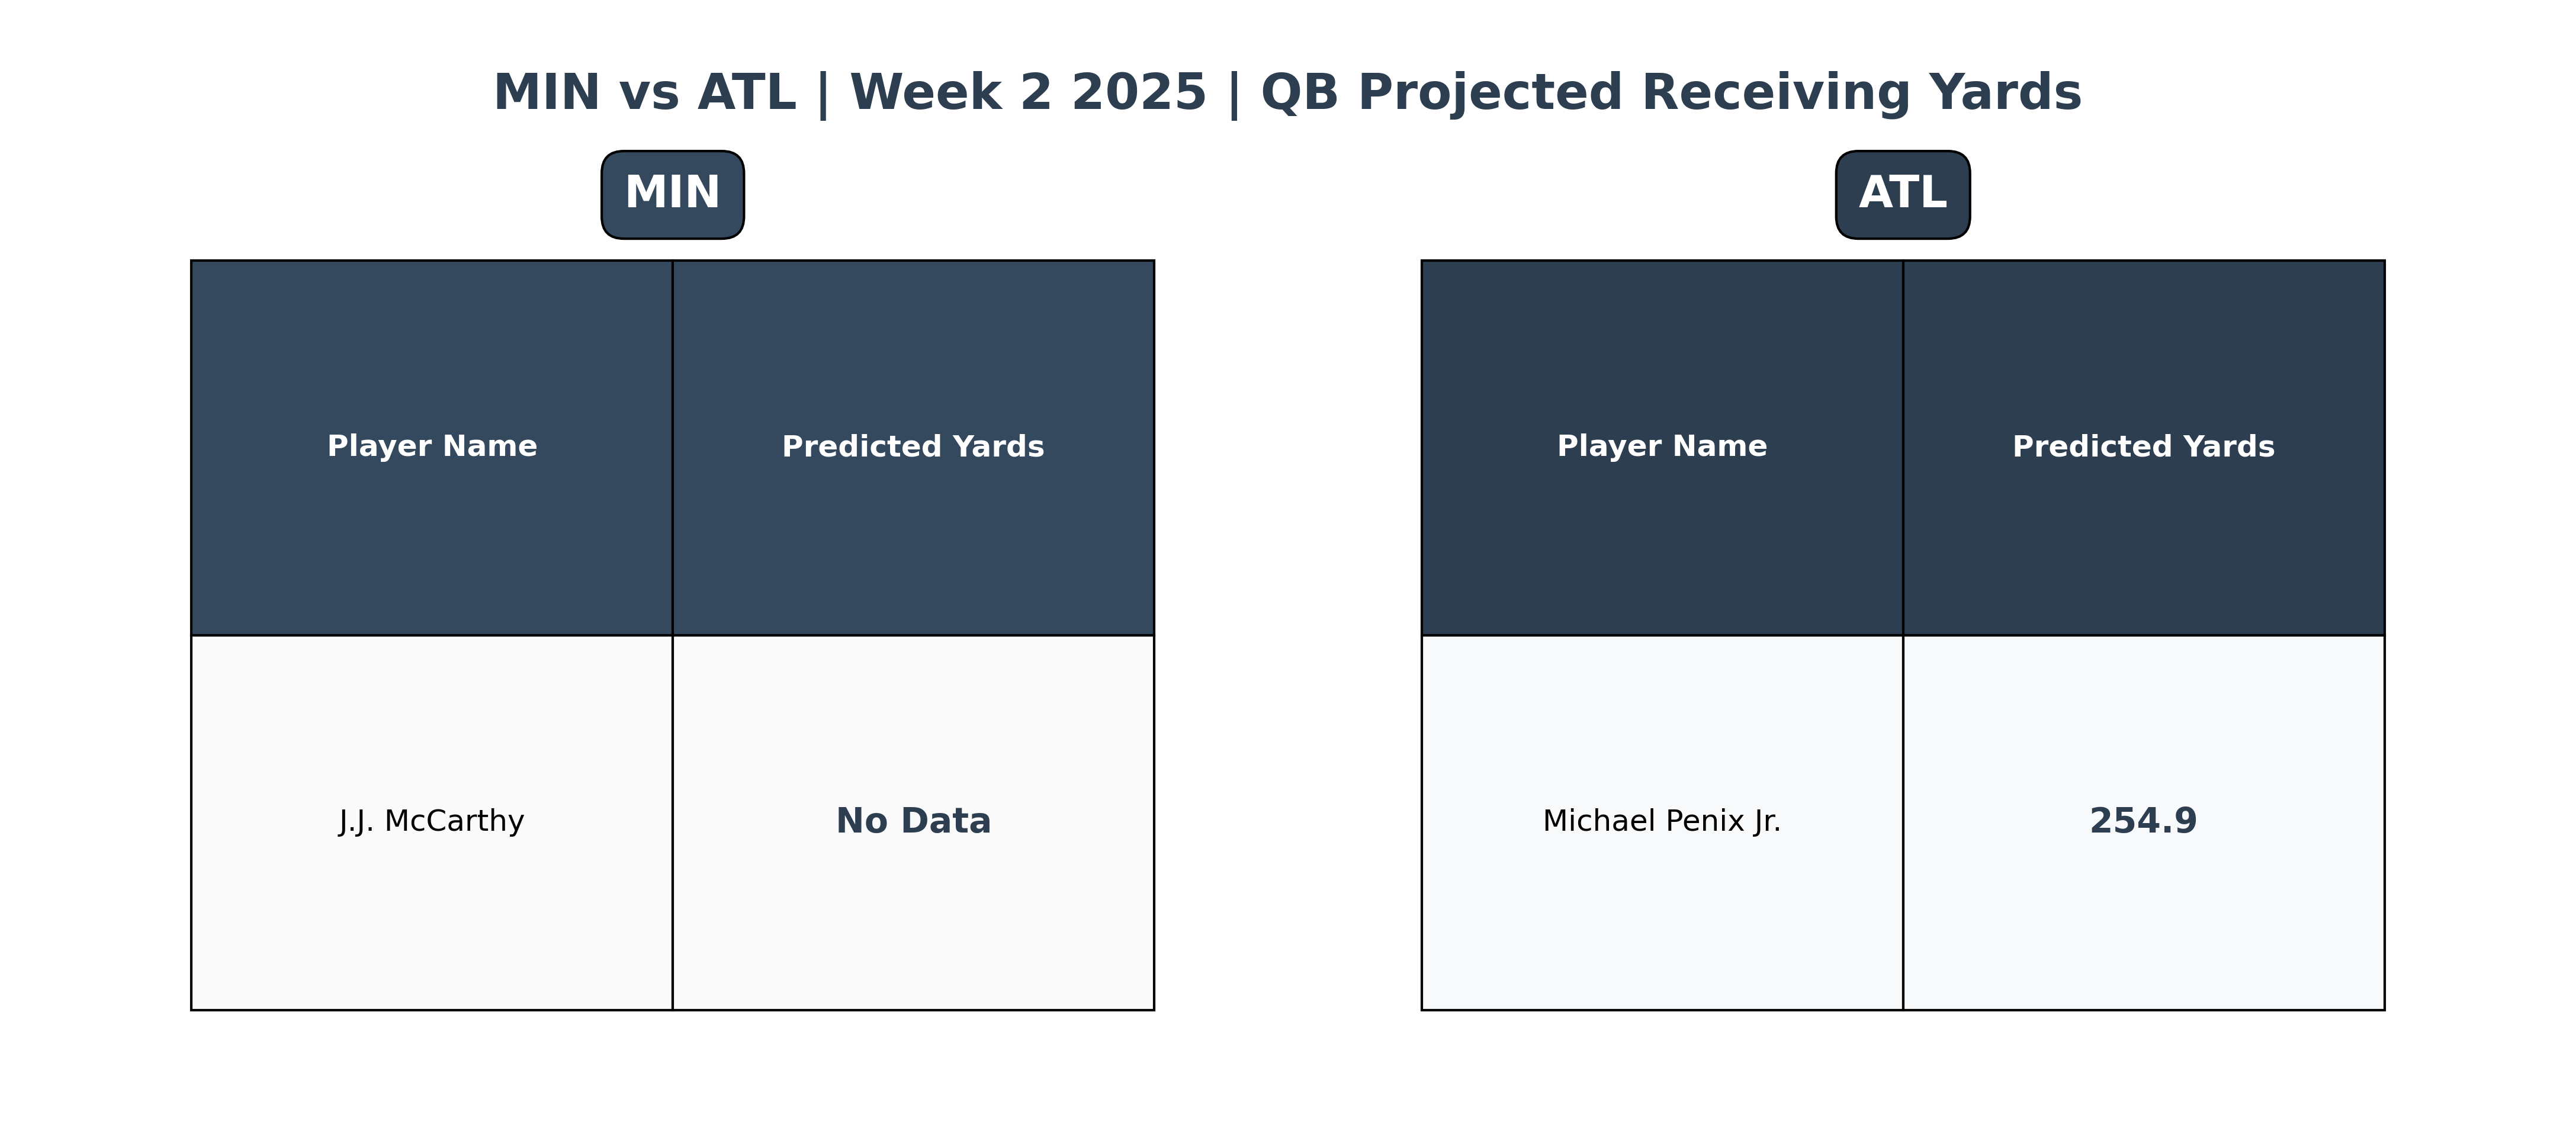 MIN vs ATL | Week 2 2025 | QB Projected Receiving Yards
MIN
Player Name Predicted Yards
J.J. McCarthy No Data
ATL
Player Name Predicted Yards
Michael Penix Jr. 254.9